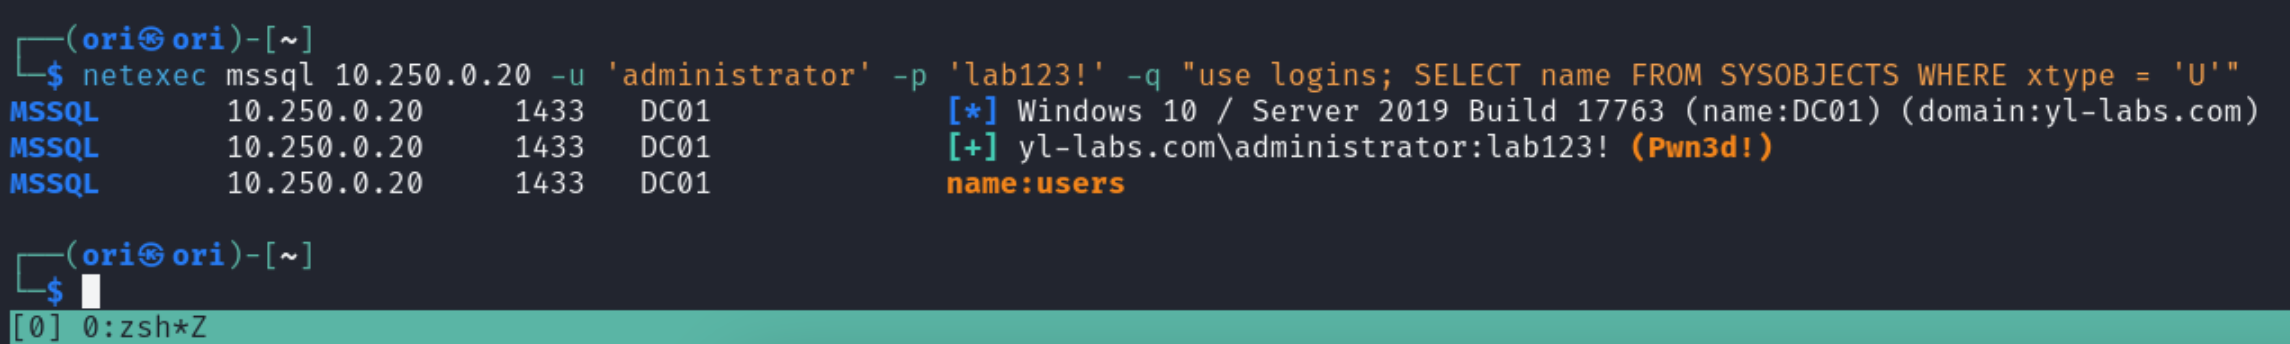 ┌──(ori㉿ori)-[~]
└─$ netexec mssql 10.250.0.20 -u 'administrator' -p 'lab123!' -q "use logins; SELECT name FROM SYSOBJECTS WHERE xtype = 'U'"
MSSQL 10.250.0.20 1433 DC01 [*] Windows 10 / Server 2019 Build 17763 (name:DC01) (domain:yl-labs.com)
MSSQL 10.250.0.20 1433 DC01 [+] yl-labs.com\administrator:lab123! (Pwn3d!)
MSSQL 10.250.0.20 1433 DC01 name:users
┌──(ori㉿ori)-[~]
└─$
[0] 0:zsh*Z